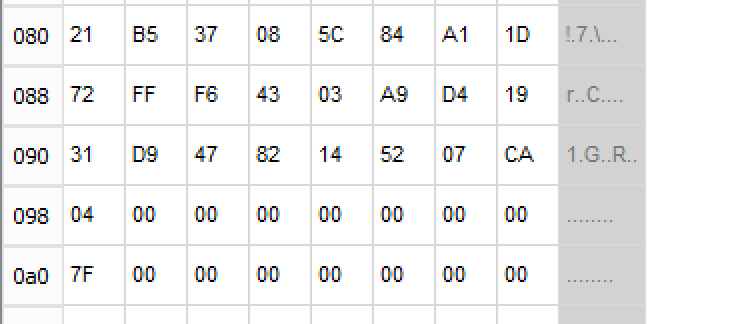 080 21 B5 37 08 5C 84 A1 1D !.7.\...
088 72 FF F6 43 03 A9 D4 19 r..C....
090 31 D9 47 82 14 52 07 CA 1.G..R..
098 04 00 00 00 00 00 00 00 ........
0a0 7F 00 00 00 00 00 00 00 ........